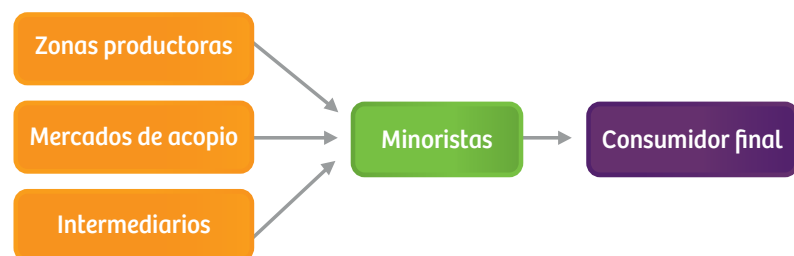 Zonas productoras
Mercados de acopio
Minoristas
Consumidor final
Intermediarios